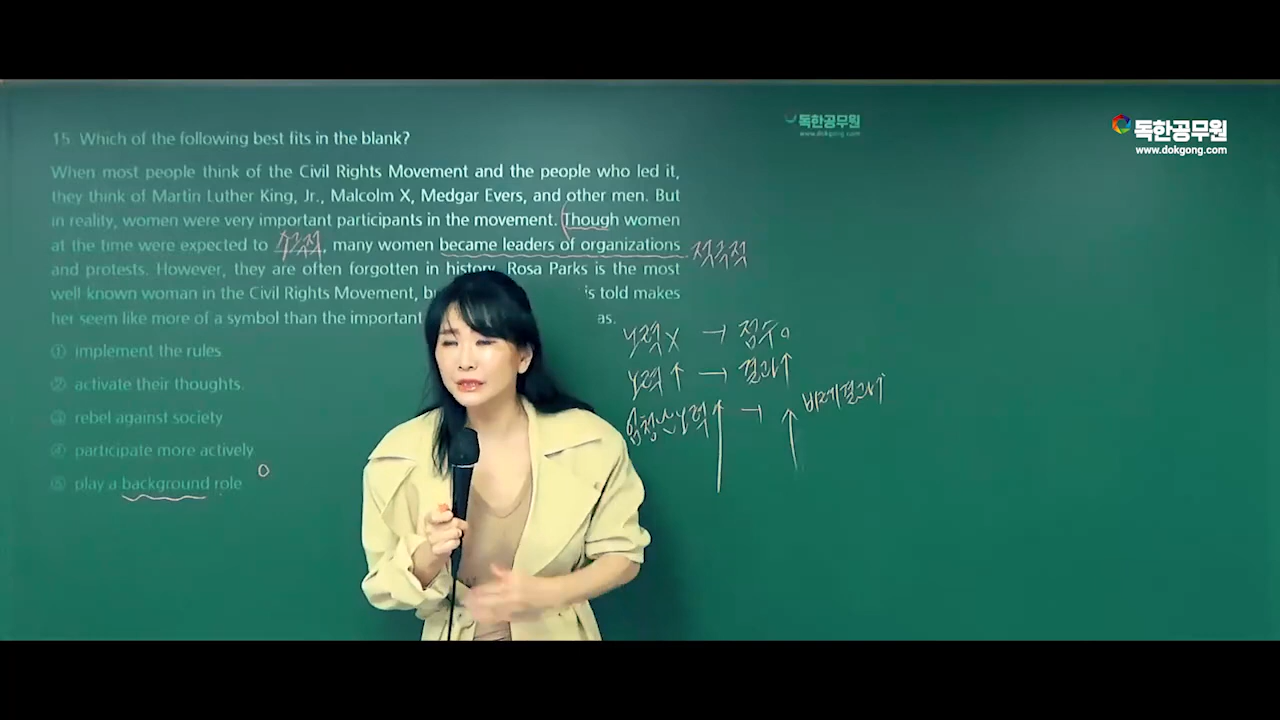 15. Which of the following best fits in the blank?
When most people think of the Civil Rights Movement and the people who led it,
they think of Martin Luther King, Jr., Malcolm X, Medgar Evers, and other men. But
in reality, women were very important participants in the movement. Though women
at the time were expected to 수동적, many women became leaders of organizations 적극적
and protests. However, they are often forgotten in history. Rosa Parks is the most
well known woman in the Civil Rights Movement, is told makes
her seem like more of a symbol than the important as.
① implement the rules
② activate their thoughts.
③ rebel against society
④ participate more actively
⑤ play a background role
노력 X → 점수
노력 ↑ → 결과 ↑
엄청난 노력 ↑ → ↑ 비례결과
독한공무원
www.dokgong.com
독한공무원
www.dokgong.com